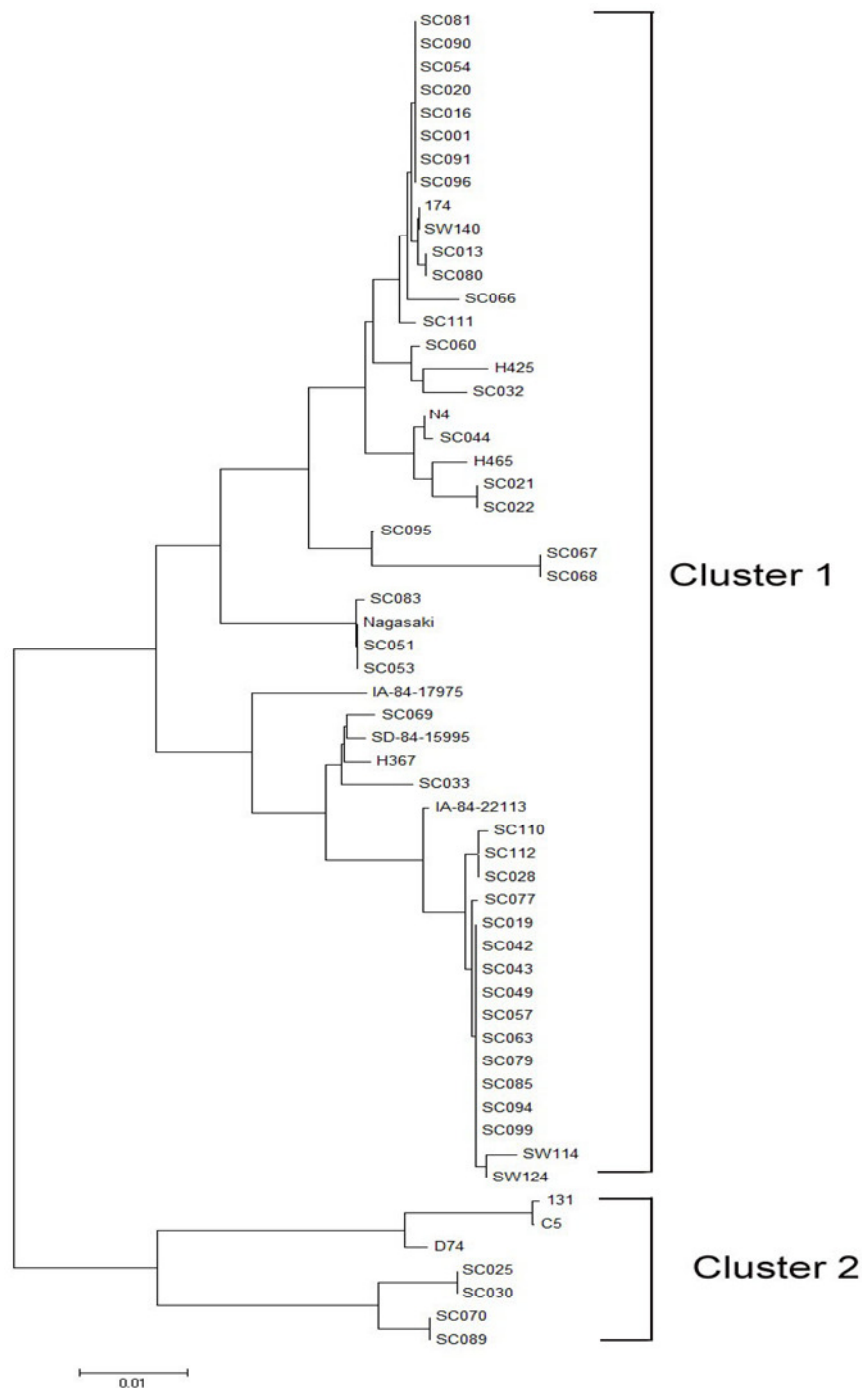 SC081
SC090
SC054
SC020
SC016
SC001
SC091
SC096
174
SW140
SC013
SC080
SC066
SC111
SC060
H425
SC032
N4
SC044
H465
SC021
SC022
SC095
SC067
SC068
Cluster 1
SC083
Nagasaki
SC051
SC053
IA-84-17975
SC069
SD-84-15995
H367
SC033
IA-84-22113
SC110
SC112
SC028
SC077
SC019
SC042
SC043
SC049
SC057
SC063
SC079
SC085
SC094
SC099
SW114
SW124
131
C5
D74
Cluster 2
SC025
SC030
SC070
SC089
0.01